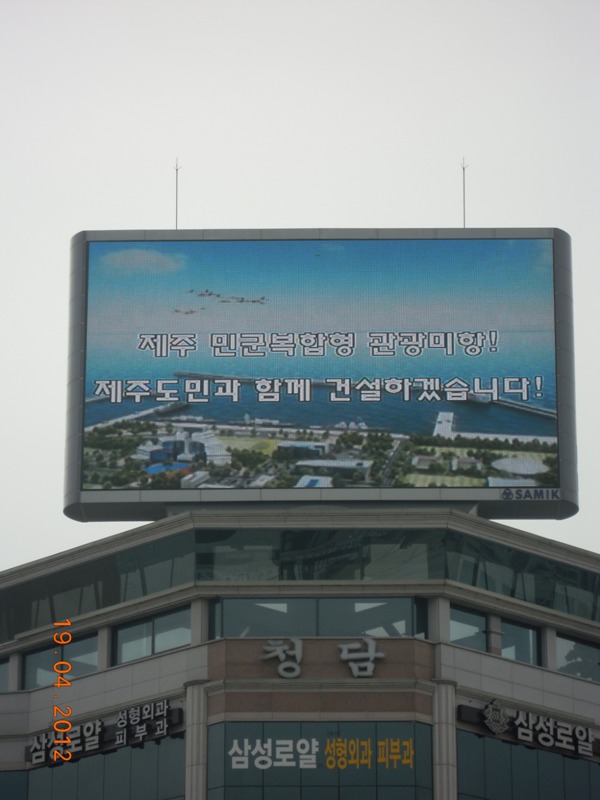 제주 민군복합형 관광미항!
제주도민과 함께 건설하겠습니다!
SAMIK
청담
삼성로얄 성형외과 피부과
삼성로얄 성형외과 피부과
삼성로얄
19.04.2012